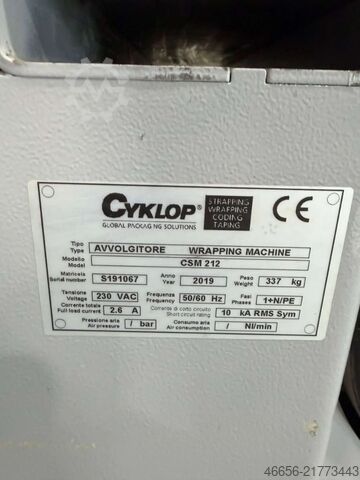 CYKLOP®
GLOBAL PACKAGING SOLUTIONS
STRAPPING
WRAPPING
CODING
TAPING
CE
Tipo
Type
AVVOLGITORE WRAPPING MACHINE
Modello
Model
CSM 212
Matricola
Serial number
S191067
Anno
Year
2019
Peso
Weight
337 kg
Tensione
Voltage
230 VAC
Frequenza
Frequency
50/60 Hz
Fasi
Phases
1+N/PE
Corrente totale
Full load current
2.6 A
Corrente di corto circuito
Short circuit rating
10 kA RMS Sym
Pressione aria
Air pressure
/ bar
Consumo aria
Air consumption
/ Nl/min
46656-21773443